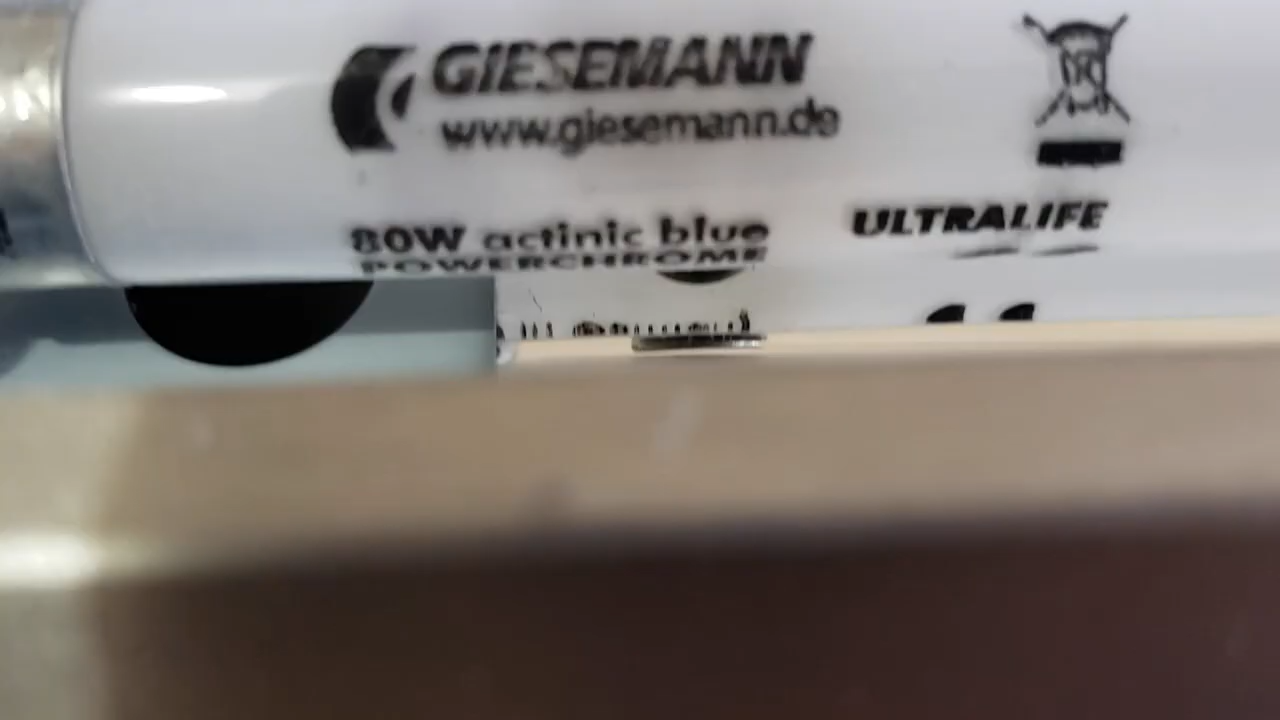 GIESEMANN
www.giesemann.de
80W actinic blue
POWERCHROME
ULTRALIFE